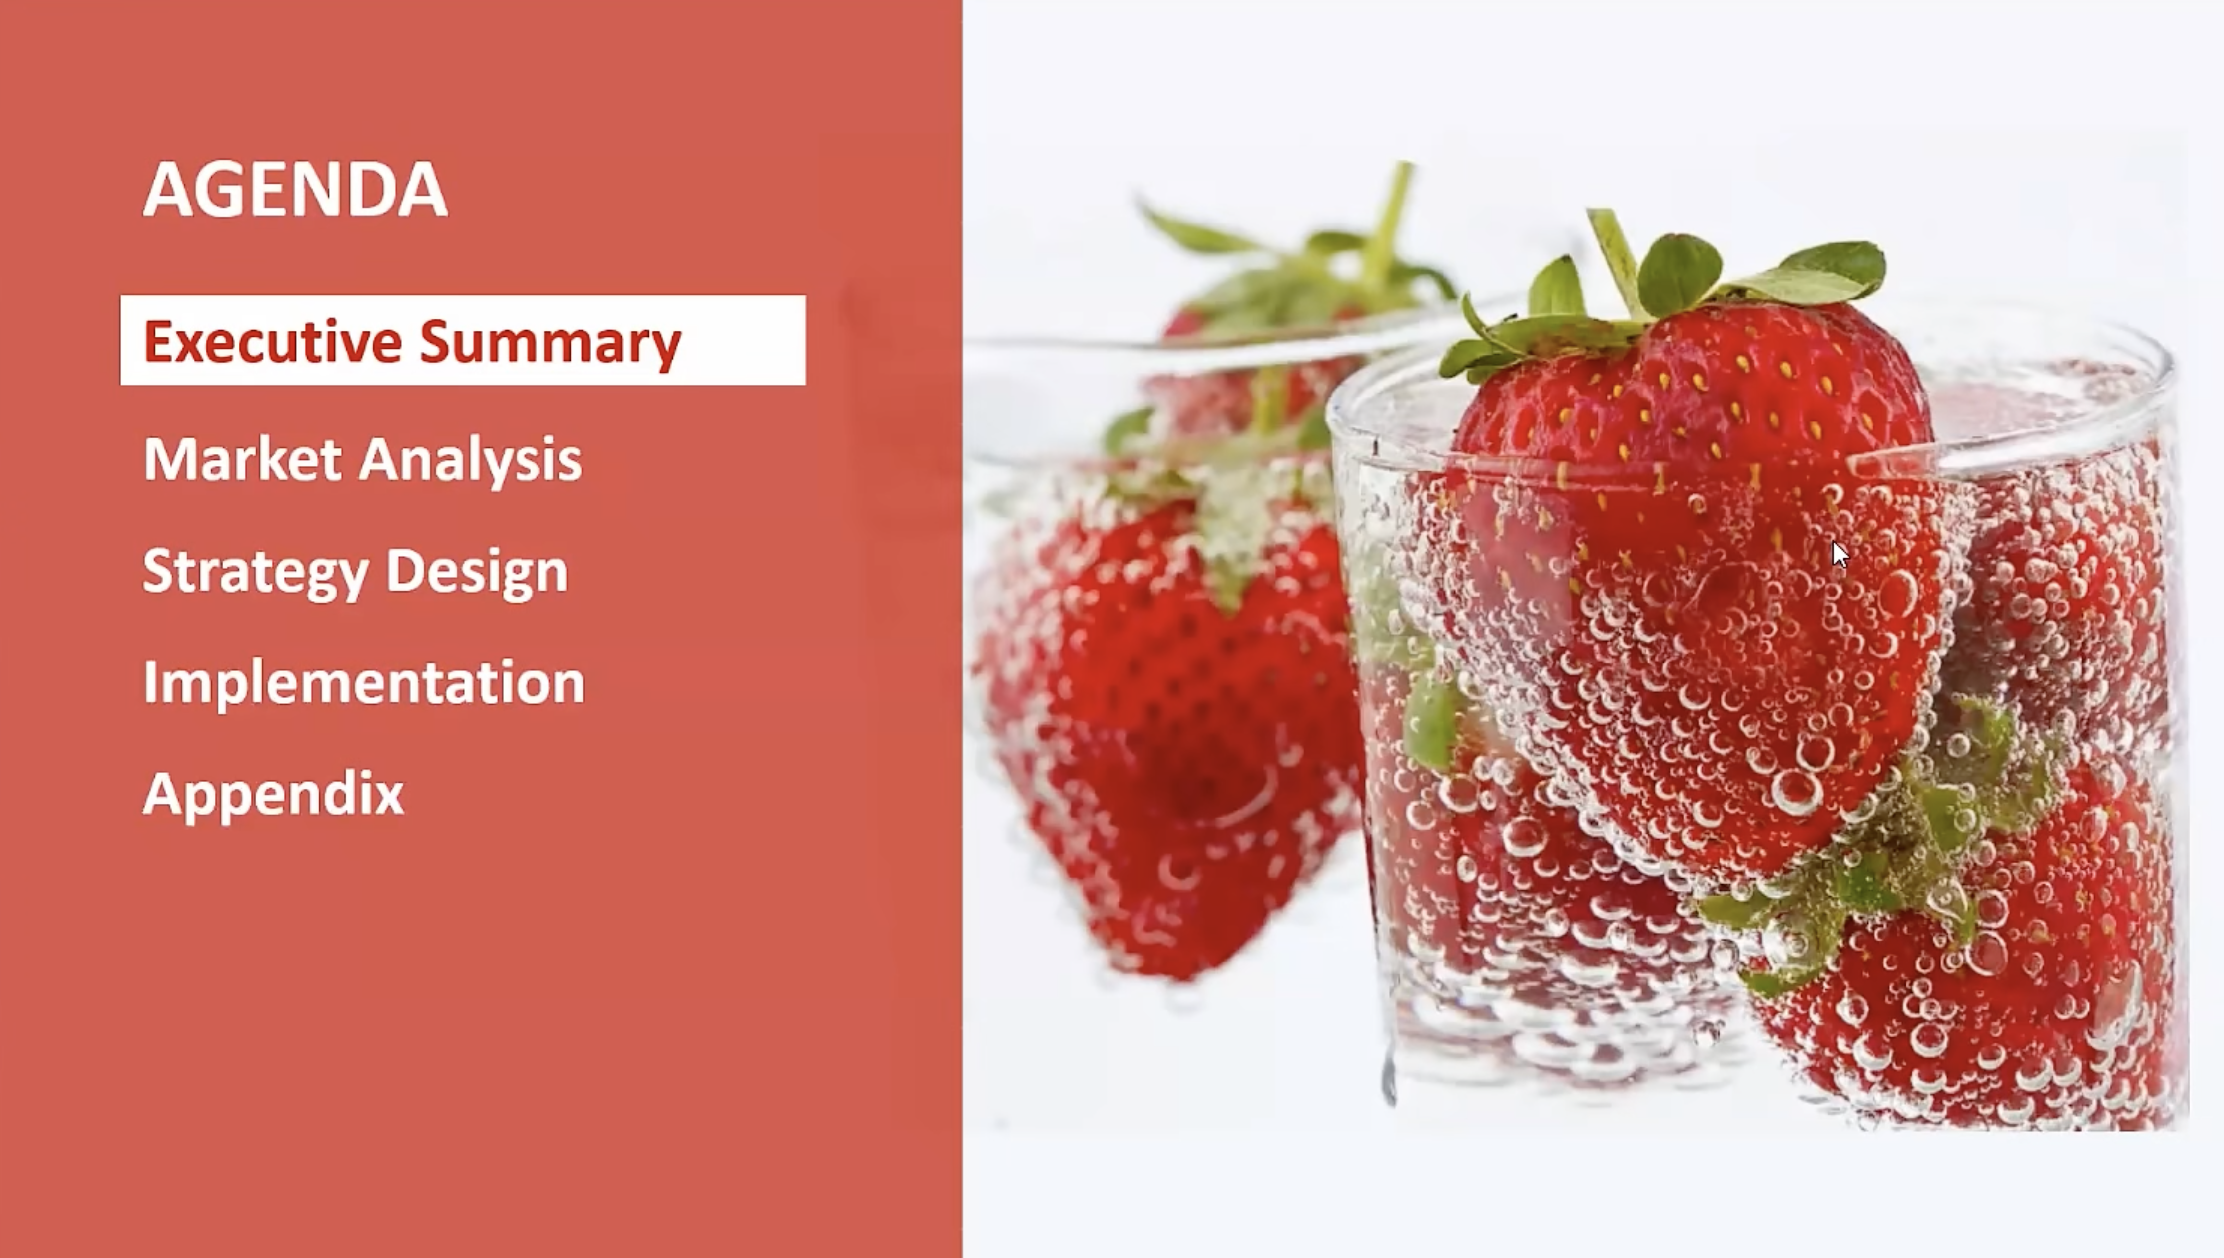 AGENDA
Executive Summary
Market Analysis
Strategy Design
Implementation
Appendix